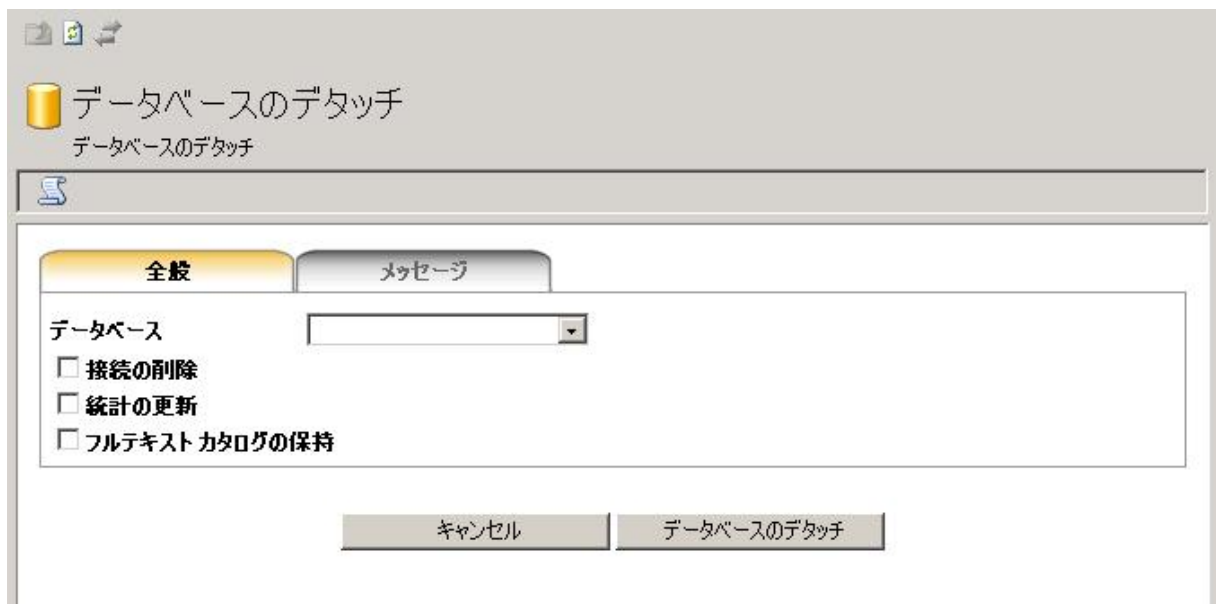 データベースのデタッチ
データベースのデタッチ
全般 メッセージ
データベース
接続の削除
統計の更新
フルテキスト カタログの保持
キャンセル データベースのデタッチ